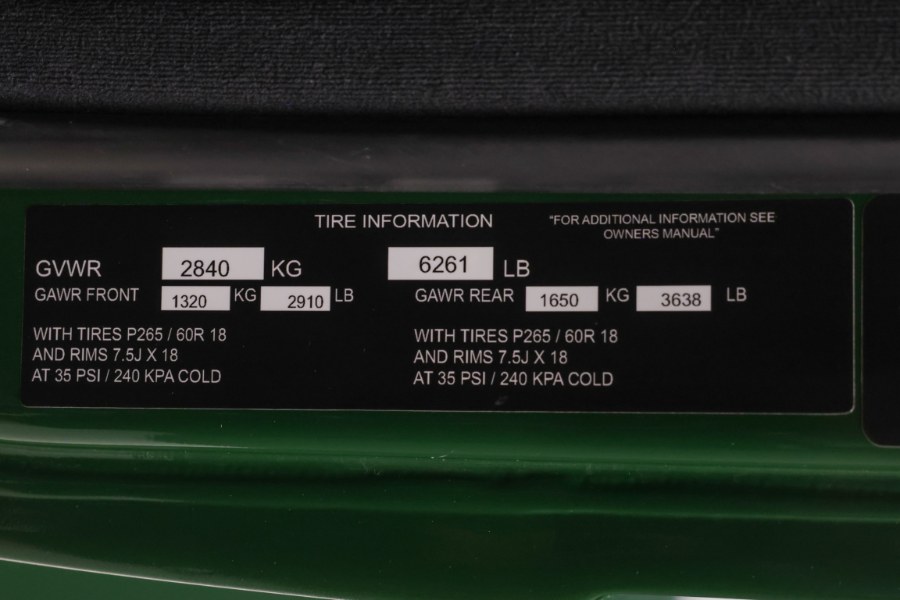 TIRE INFORMATION
"FOR ADDITIONAL INFORMATION SEE
OWNERS MANUAL"
GVWR 2840 KG 6261 LB
GAWR FRONT 1320 KG 2910 LB GAWR REAR 1650 KG 3638 LB
WITH TIRES P265 / 60R 18
AND RIMS 7.5J X 18
AT 35 PSI / 240 KPA COLD
WITH TIRES P265 / 60R 18
AND RIMS 7.5J X 18
AT 35 PSI / 240 KPA COLD